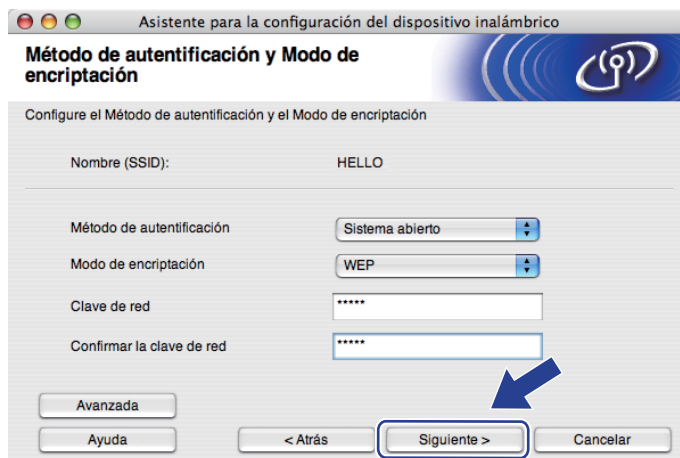 Asistente para la configuración del dispositivo inalámbrico
Método de autentificación y Modo de
encriptación
Configure el Método de autentificación y el Modo de encriptación
Nombre (SSID): HELLO
Método de autentificación Sistema abierto
Modo de encriptación WEP
Clave de red *****
Confirmar la clave de red *****
Avanzada
Ayuda < Atrás Siguiente > Cancelar